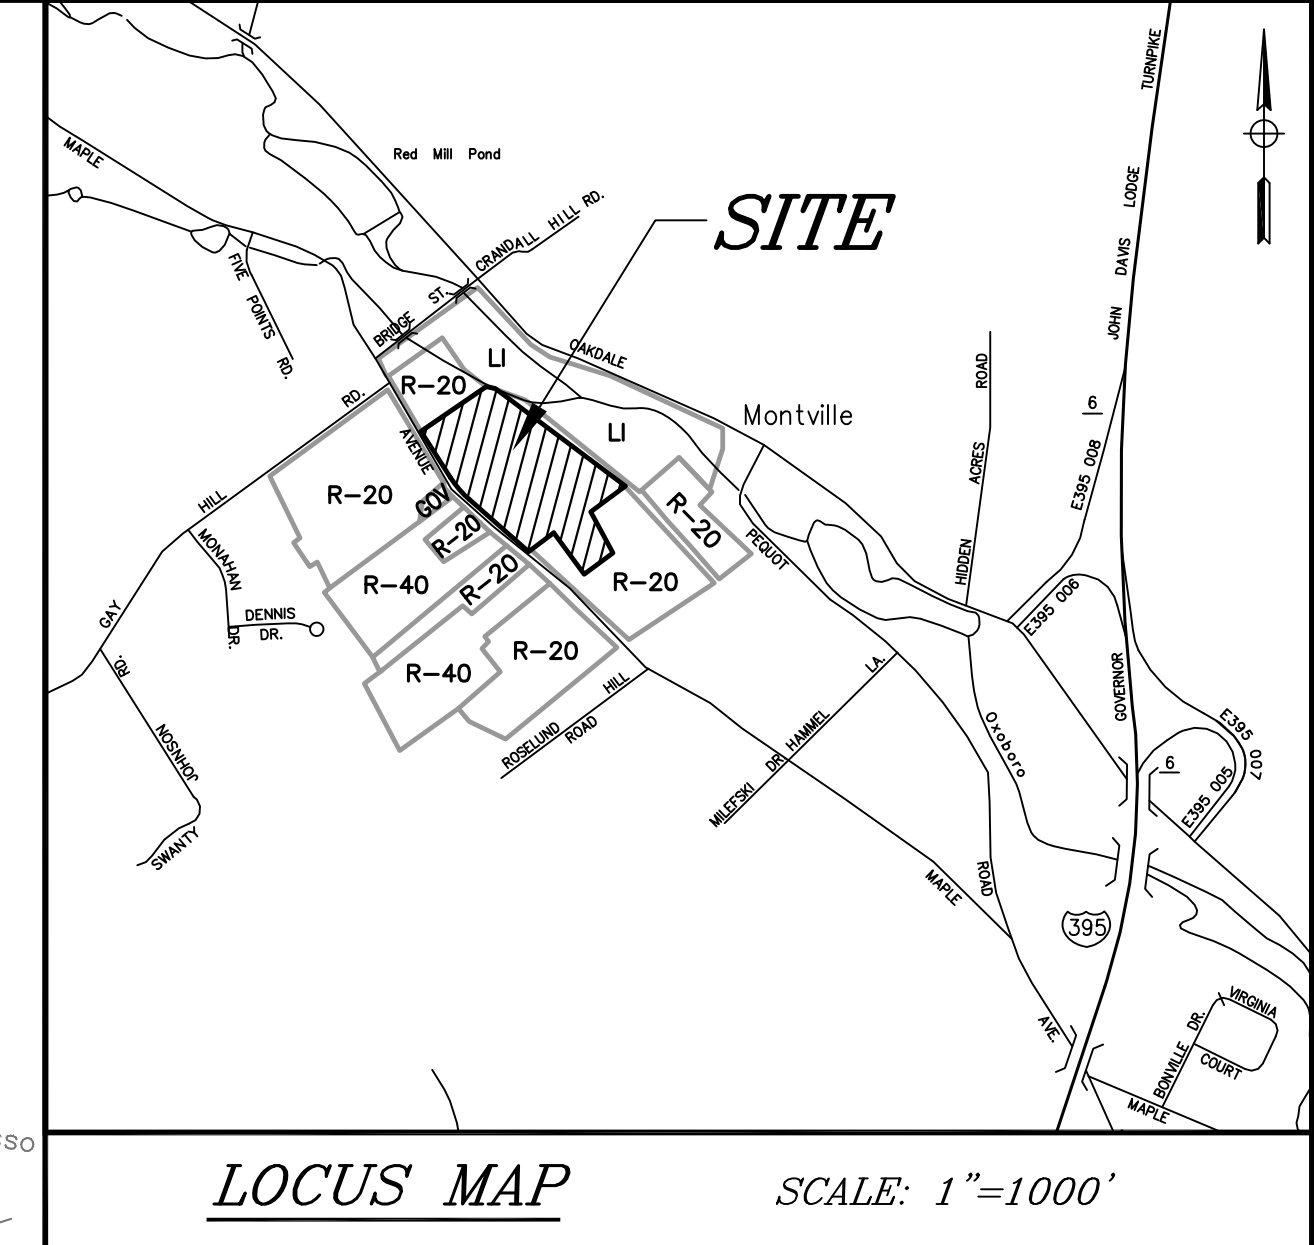 TURNPIKE
MAPLE
Red Mill Pond
LODGE
CRANDALL HILL RD.
SITE
DAVIS
FIVE POINTS RD.
BRIDGE ST.
JOHN
OAKDALE
LI
R-20
ROAD
RD.
6
Montville
LI
AVENUE
ACRES
E395 008
HILL
R-20
GOV
R-20
R-20
PEQUOT
MONAHAN
DR.
HIDDEN
R-40
R-20
R-20
E395 006
GAY
DENNIS
DR.
RD.
R-40
R-20
LA.
GOVERNOR
HILL
ROSELUND
ROAD
HAMMEL
Oxoboro
E395 007
JOHNSON
DR.
6
MILEFSKI
E395 005
SWANTY
MAPLE
ROAD
395
AVE.
VIRGINIA
BONVILLE DR.
COURT
MAPLE
LOCUS MAP
SCALE: 1"=1000'